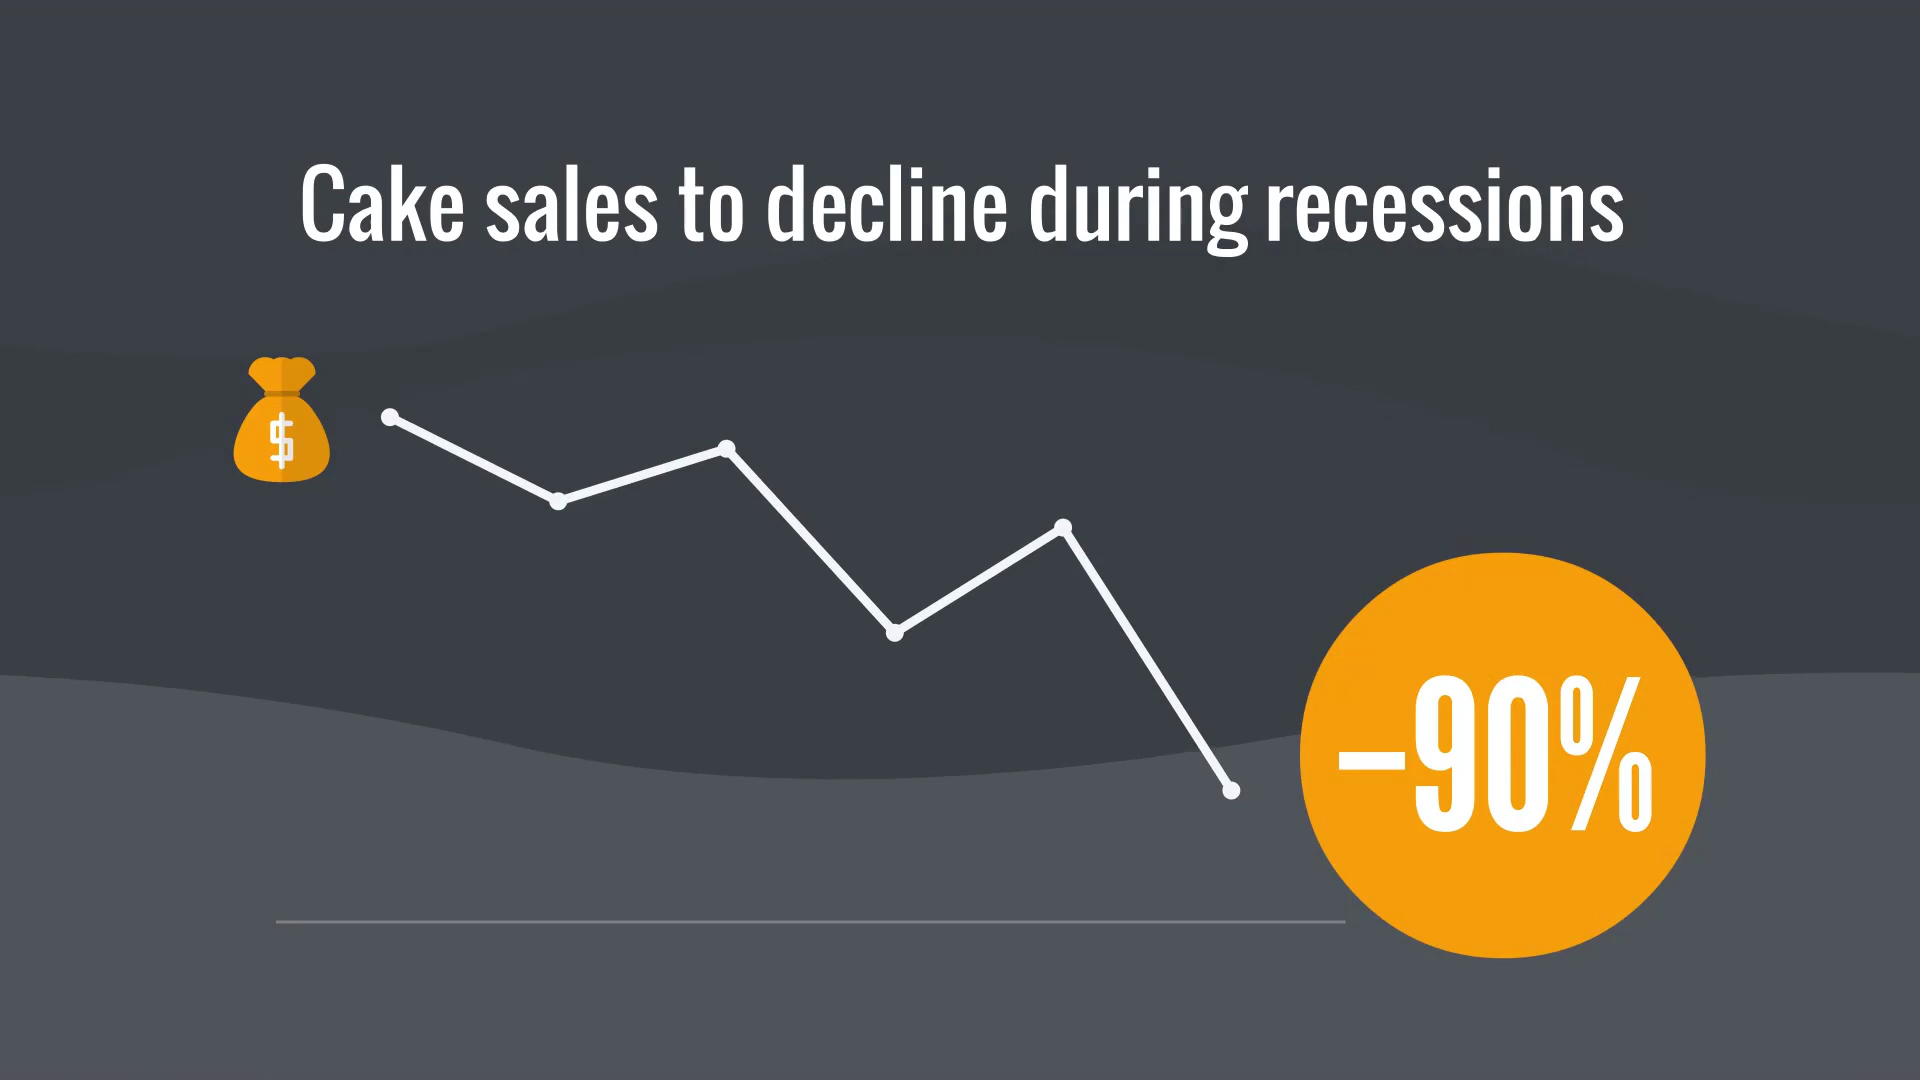 Cake sales to decline during recessions
$
–90%